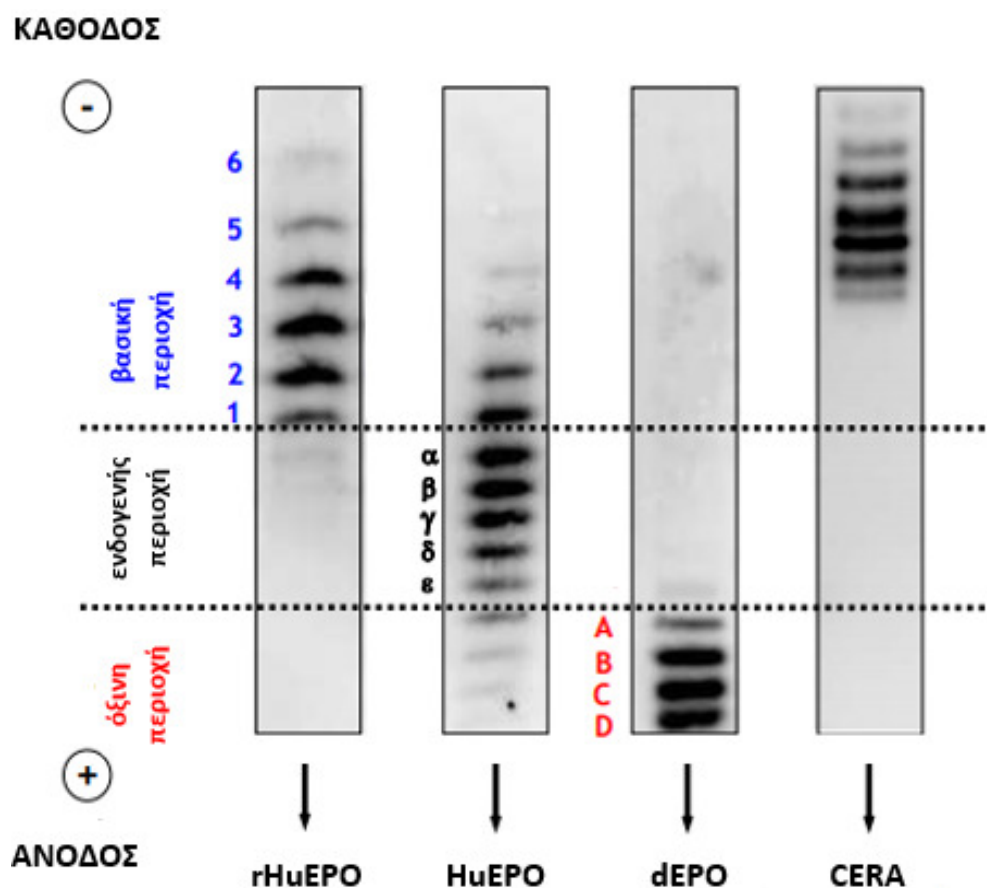 ΚΑΘΟΔΟΣ
-
6
5
4
3
2
1
βασική
περιοχή
α
β
γ
δ
ε
ενδογενής
περιοχή
A
B
C
D
όξινη
περιοχή
+
ΑΝΟΔΟΣ
rHuEPO
HuEPO
dEPO
CERA